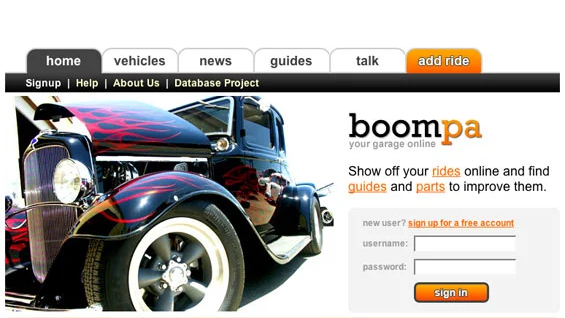 home vehicles news guides talk add ride
Signup | Help | About Us | Database Project
boompa
your garage online
Show off your rides online and find
guides and parts to improve them.
new user? sign up for a free account
username:
password:
sign in